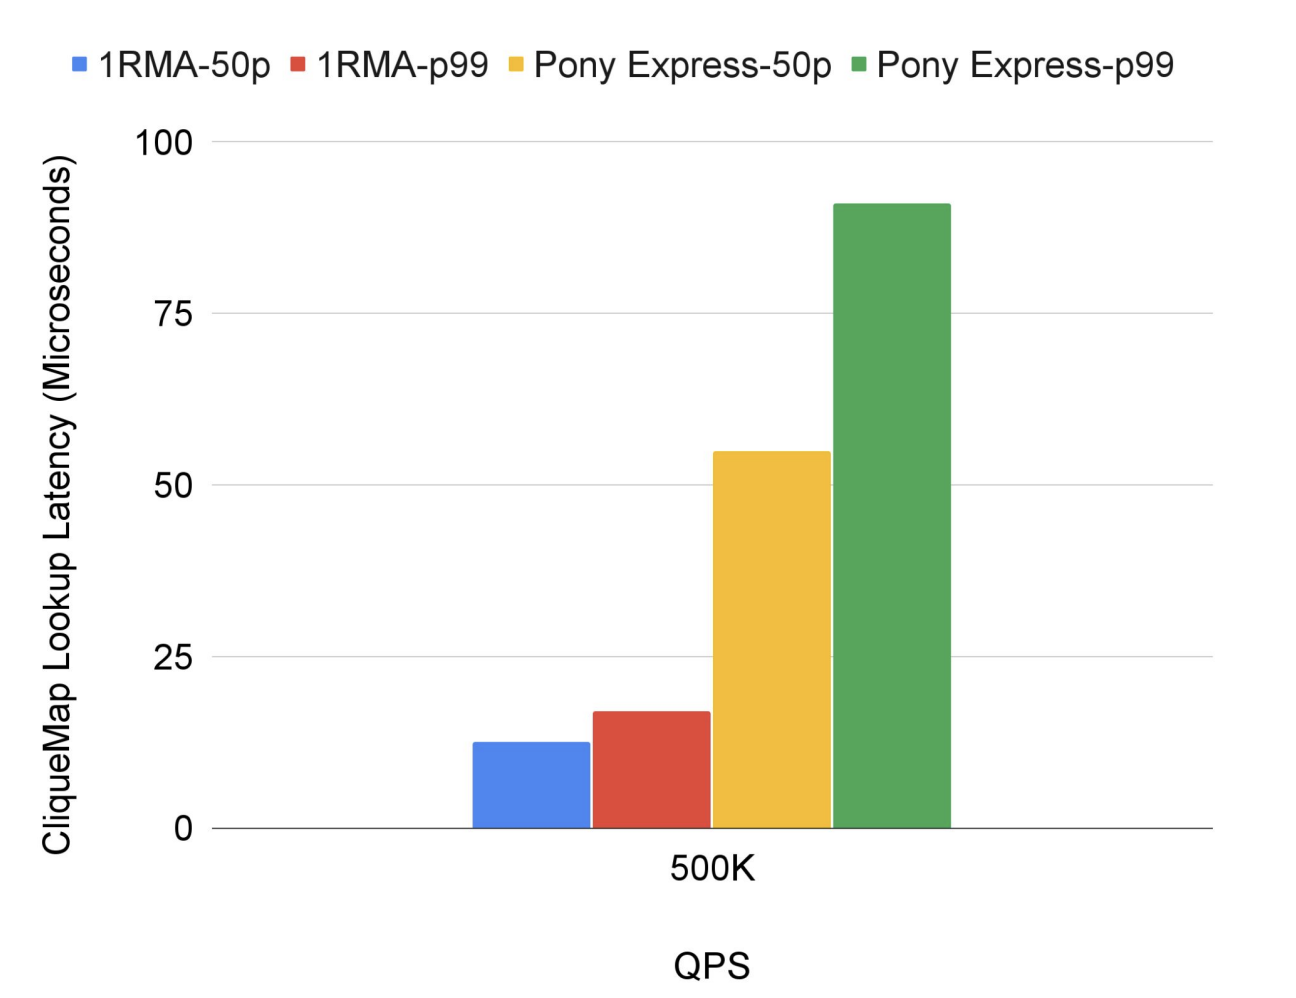 1RMA-50p 1RMA-p99 Pony Express-50p Pony Express-p99
CliqueMap Lookup Latency (Microseconds)
100
75
50
25
0
500K
QPS